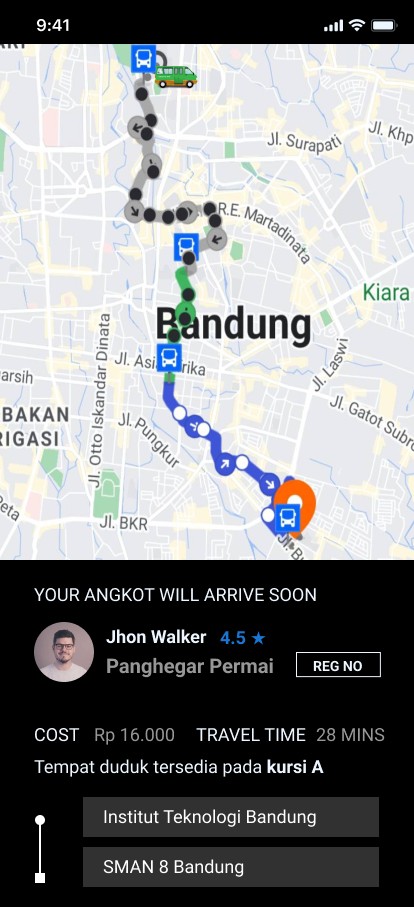 9:41
Jl. Surapati
Jl. Khp
R.E. Martadinata
Kiara
Bandung
Jl. Asia Afrika
Jl. Laswi
arsih
Jl. Otto Iskandar Dinata
BAKAN
RIGASI
Jl. Pungkur
Jl. Gatot Subro
Peta
Jl. BKR
Jl. Bu
YOUR ANGKOT WILL ARRIVE SOON
Jhon Walker 4.5 ★
Panghegar Permai REG NO
COST Rp 16.000 TRAVEL TIME 28 MINS
Tempat duduk tersedia pada kursi A
Institut Teknologi Bandung
SMAN 8 Bandung